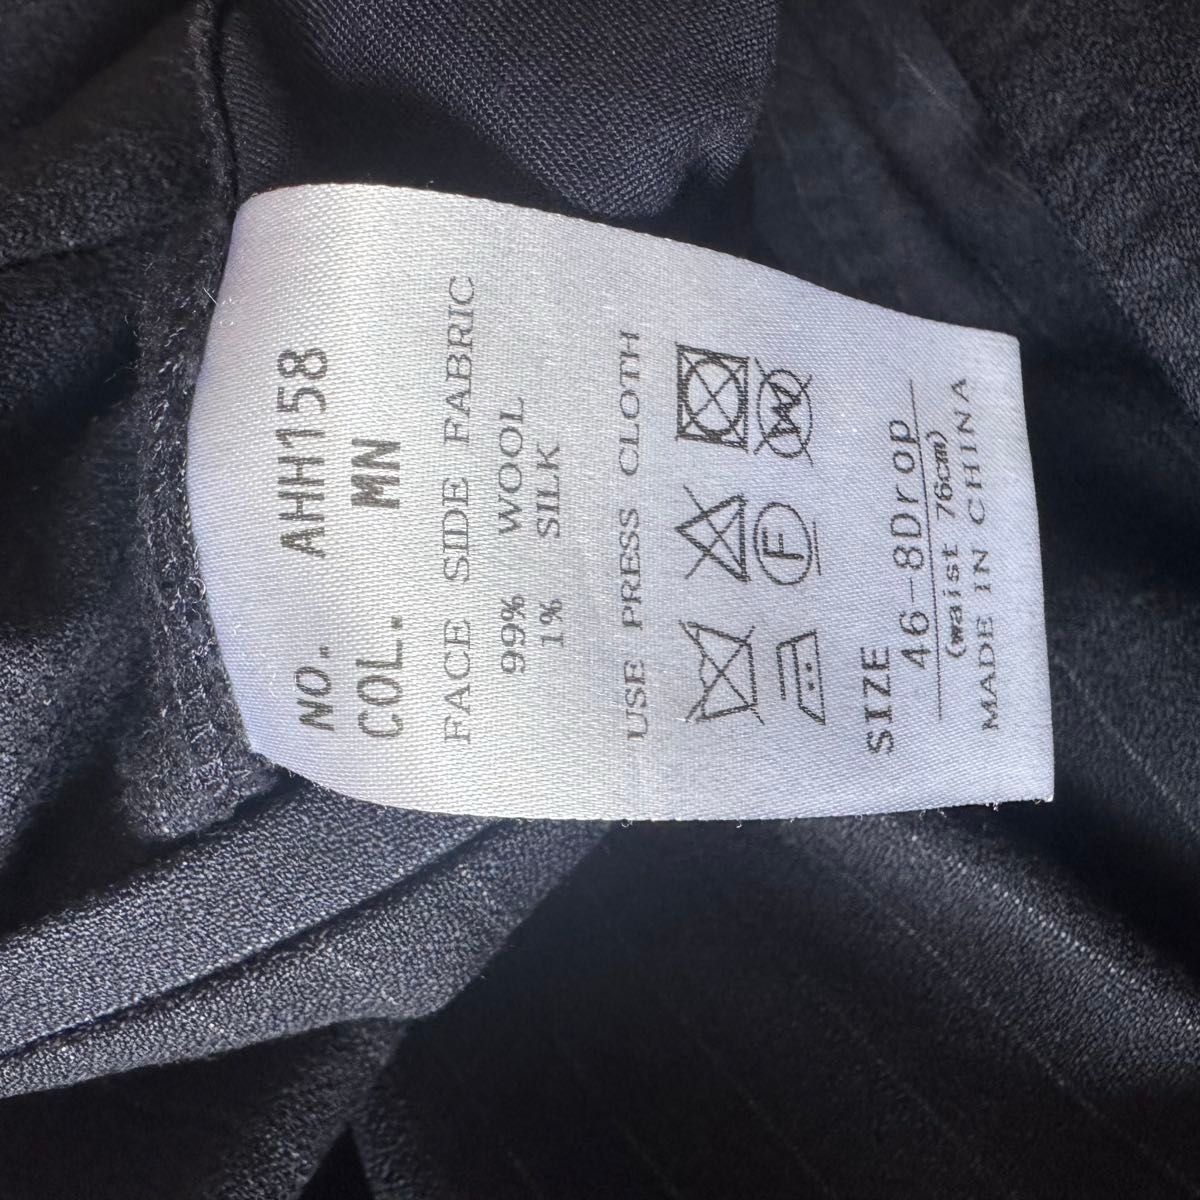 NO. AHH158
COL. MN
FACE SIDE FABRIC
99% WOOL
1% SILK
USE PRESS CLOTH
W
F
SIZE
46-8Drop
(waist 76cm)
MADE IN CHINA